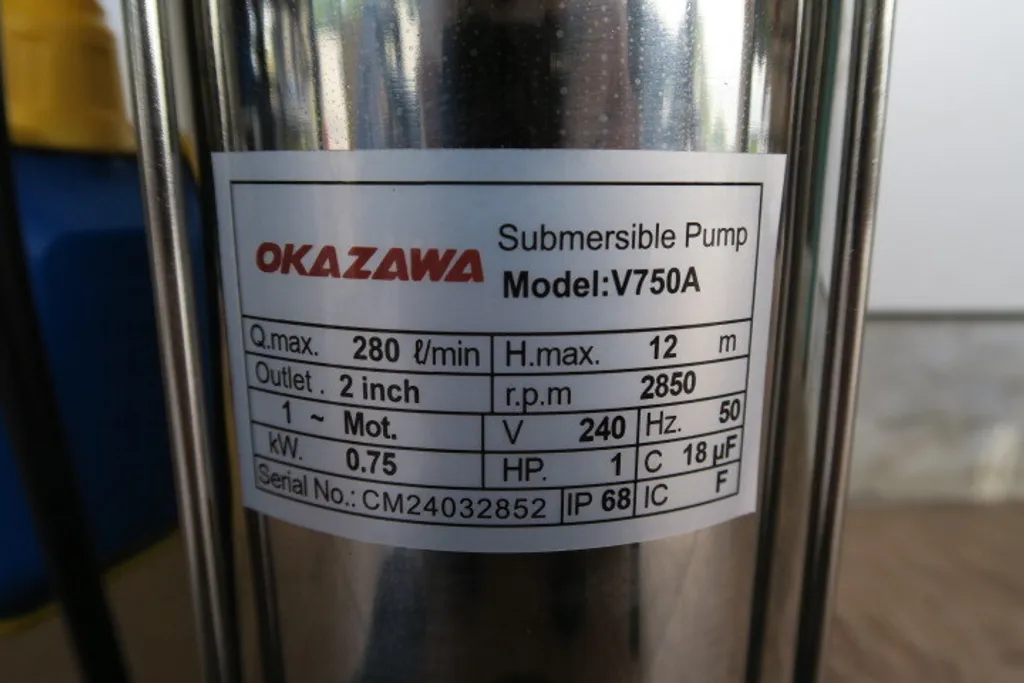 OKAZAWA Submersible Pump
Model:V750A
Q.max. 280 ℓ/min H.max. 12 m
Outlet . 2 inch r.p.m 2850
1 ~ Mot. V 240 Hz. 50
kW. 0.75 HP. 1 C 18 µF
Serial No.: CM24032852 IP 68 IC F